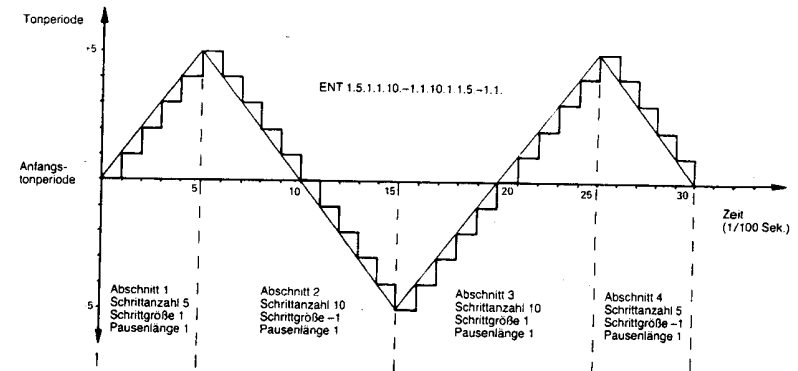 Tonperiode
+5
ENT 1.5.1.1.10.–1.1.10.1.1.5.–1.1.
Anfangs-
tonperiode
5
10
15
20
25
30
Zeit
(1/100 Sek.)
5
Abschnitt 1
Schrittanzahl 5
Schrittgröße 1
Pausenlänge 1
Abschnitt 2
Schrittanzahl 10
Schrittgröße –1
Pausenlänge 1
Abschnitt 3
Schrittanzahl 10
Schrittgröße 1
Pausenlänge 1
Abschnitt 4
Schrittanzahl 5
Schrittgröße –1
Pausenlänge 1